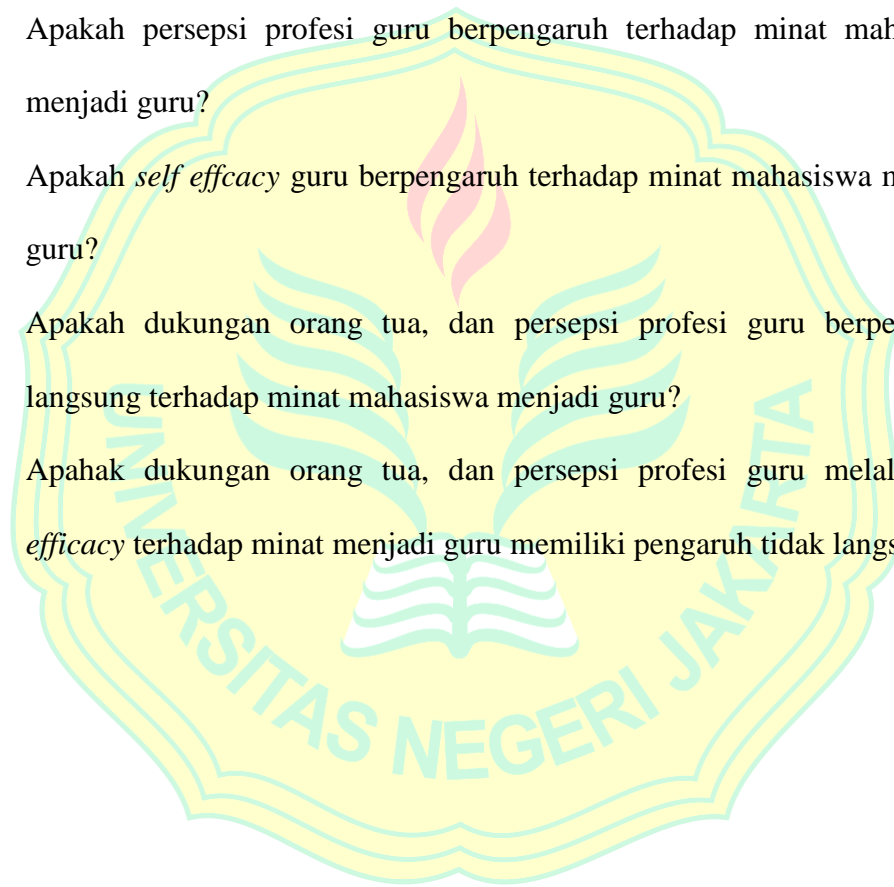 Apakah persepsi profesi guru berpengaruh terhadap minat mah
menjadi guru?
Apakah self effcacy guru berpengaruh terhadap minat mahasiswa
guru?
Apakah dukungan orang tua, dan persepsi profesi guru berpe
langsung terhadap minat mahasiswa menjadi guru?
Apahak dukungan orang tua, dan persepsi profesi guru melal
efficacy terhadap minat menjadi guru memiliki pengaruh tidak langs
UNIVERSITAS NEGERI JAKARTA